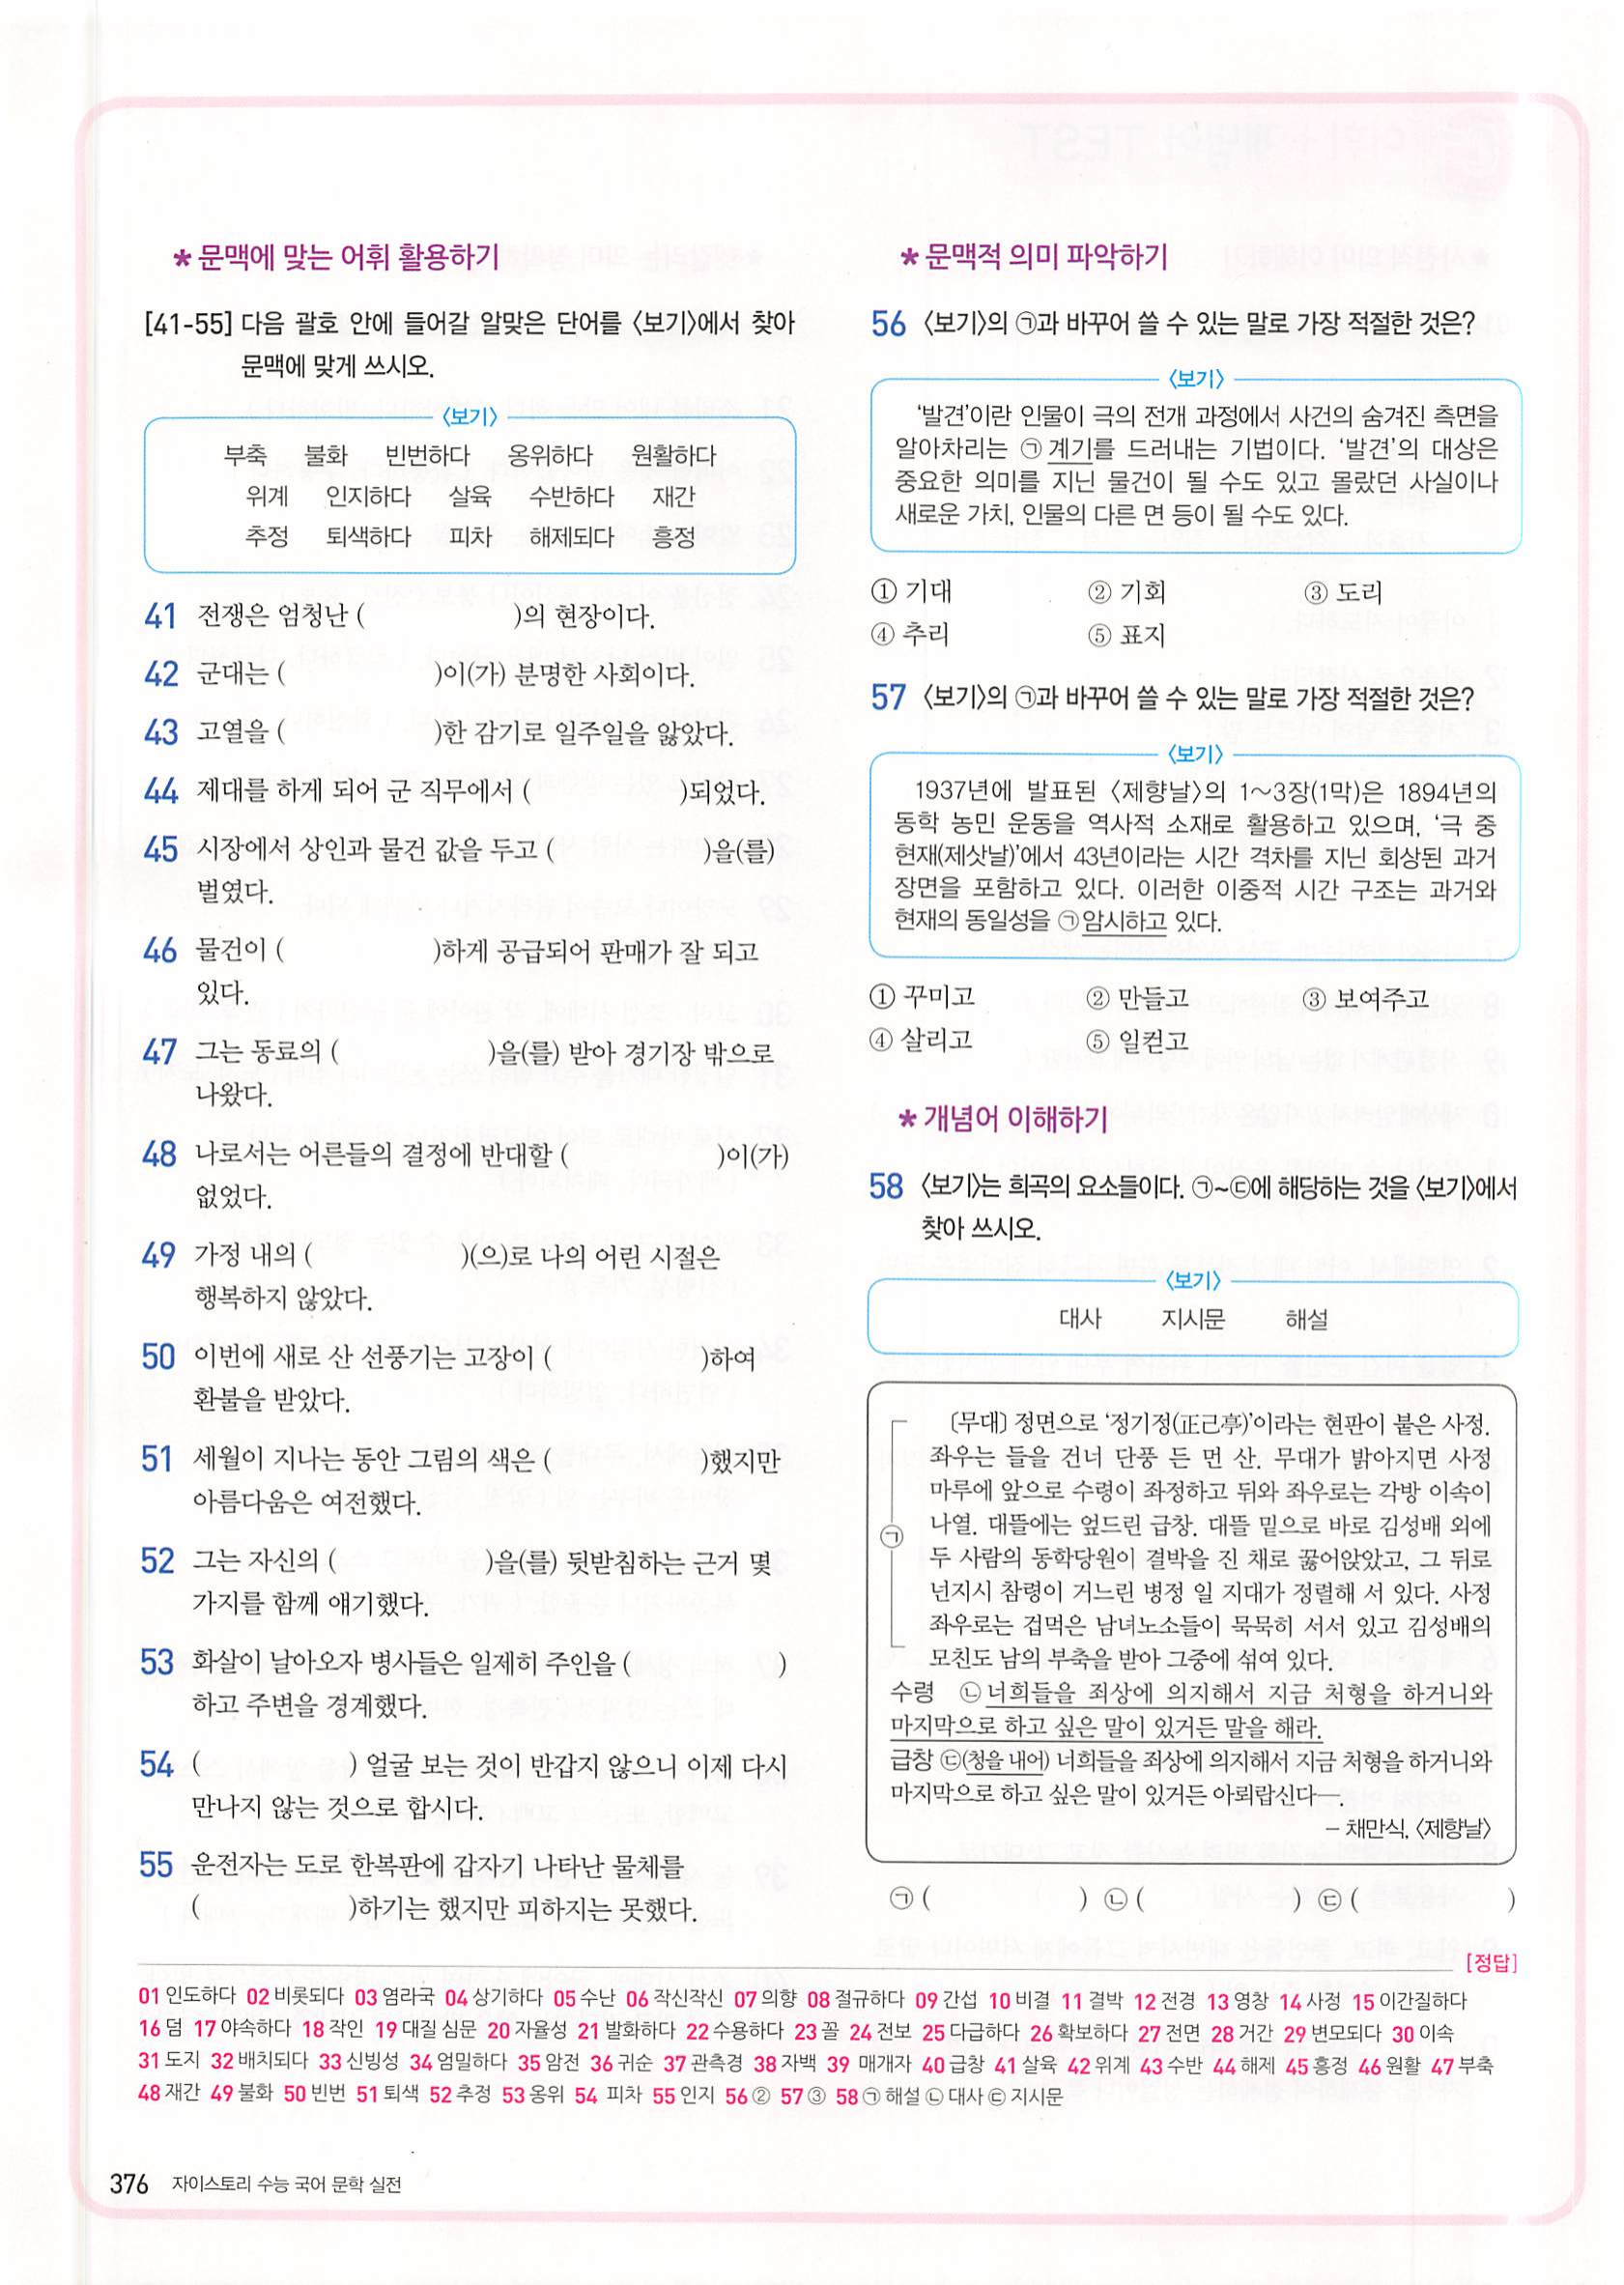 * 문맥에 맞는 어휘 활용하기
[41-55] 다음 괄호 안에 들어갈 알맞은 단어를 〈보기〉에서 찾아
문맥에 맞게 쓰시오.
〈보기〉
부축 불화 빈번하다 옹위하다 원활하다
위계 인지하다 살육 수반하다 재간
추정 퇴색하다 피차 해제되다 흥정
41 전쟁은 엄청난 ( )의 현장이다.
42 군대는 ( )이(가) 분명한 사회이다.
43 고열을 ( )한 감기로 일주일을 앓았다.
44 제대를 하게 되어 군 직무에서 ( )되었다.
45 시장에서 상인과 물건 값을 두고 ( )을(를)
벌였다.
46 물건이 ( )하게 공급되어 판매가 잘 되고
있다.
47 그는 동료의 ( )을(를) 받아 경기장 밖으로
나왔다.
48 나로서는 어른들의 결정에 반대할 ( )이(가)
없었다.
49 가정 내의 ( )(으)로 나의 어린 시절은
행복하지 않았다.
50 이번에 새로 산 선풍기는 고장이 ( )하여
환불을 받았다.
51 세월이 지나는 동안 그림의 색은 ( )했지만
아름다움은 여전했다.
52 그는 자신의 ( )을(를) 뒷받침하는 근거 몇
가지를 함께 얘기했다.
53 화살이 날아오자 병사들은 일제히 주인을 ( )
하고 주변을 경계했다.
54 ( ) 얼굴 보는 것이 반갑지 않으니 이제 다시
만나지 않는 것으로 합시다.
55 운전자는 도로 한복판에 갑자기 나타난 물체를
( )하기는 했지만 피하지는 못했다.
* 문맥적 의미 파악하기
56 〈보기〉의 ㉠과 바꾸어 쓸 수 있는 말로 가장 적절한 것은?
〈보기〉
‘발견’이란 인물이 극의 전개 과정에서 사건의 숨겨진 측면을
알아차리는 ㉠계기를 드러내는 기법이다. ‘발견’의 대상은
중요한 의미를 지닌 물건이 될 수도 있고 몰랐던 사실이나
새로운 가치, 인물의 다른 면 등이 될 수도 있다.
① 기대 ② 기회 ③ 도리
④ 추리 ⑤ 표지
57 〈보기〉의 ㉠과 바꾸어 쓸 수 있는 말로 가장 적절한 것은?
〈보기〉
1937년에 발표된 〈제향날〉의 1~3장(1막)은 1894년의
동학 농민 운동을 역사적 소재로 활용하고 있으며, ‘극 중
현재(제삿날)’에서 43년이라는 시간 격차를 지닌 회상된 과거
장면을 포함하고 있다. 이러한 이중적 시간 구조는 과거와
현재의 동일성을 ㉠암시하고 있다.
① 꾸미고 ② 만들고 ③ 보여주고
④ 살리고 ⑤ 일컫고
* 개념어 이해하기
58 〈보기〉는 희곡의 요소들이다. ㉠~㉢에 해당하는 것을 〈보기〉에서
찾아 쓰시오.
〈보기〉
대사 지시문 해설
〔무대〕 정면으로 ‘정기정(正己亭)’이라는 현판이 붙은 사정.
좌우는 들을 건너 단풍 든 먼 산. 무대가 밝아지면 사정
마루에 앞으로 수령이 좌정하고 뒤와 좌우로는 각방 이속이
나열. 대뜰에는 엎드린 급창. 대뜰 밑으로 바로 김성배 외에
㉠ 두 사람의 동학당원이 결박을 진 채로 꿇어앉았고, 그 뒤로
넌지시 참령이 거느린 병정 일 지대가 정렬해 서 있다. 사정
좌우로는 겁먹은 남녀노소들이 묵묵히 서서 있고 김성배의
모친도 남의 부축을 받아 그중에 섞여 있다.
수령 ㉡너희들을 죄상에 의지해서 지금 처형을 하거니와
마지막으로 하고 싶은 말이 있거든 말을 해라.
급창 ㉢(청을 내어) 너희들을 죄상에 의지해서 지금 처형을 하거니와
마지막으로 하고 싶은 말이 있거든 아뢰랍신다—.
– 채만식, 〈제향날〉
㉠ ( ) ㉡ ( ) ㉢ ( )
[정답]
01 인도하다 02 비롯되다 03 염라국 04 상기하다 05 수난 06 작신작신 07 의향 08 절규하다 09 간섭 10 비결 11 결박 12 전경 13 영창 14 사정 15 이간질하다
16 덤 17 야속하다 18 작인 19 대질 심문 20 자율성 21 발화하다 22 수용하다 23 꼴 24 전보 25 다급하다 26 확보하다 27 전면 28 거간 29 변모되다 30 이속
31 도지 32 배치되다 33 신빙성 34 엄밀하다 35 암전 36 귀순 37 관측경 38 자백 39 매개자 40 급창 41 살육 42 위계 43 수반 44 해제 45 흥정 46 원활 47 부축
48 재간 49 불화 50 빈번 51 퇴색 52 추정 53 옹위 54 피차 55 인지 56 ② 57 ③ 58 ㉠ 해설 ㉡ 대사 ㉢ 지시문
376 자이스토리 수능 국어 문학 실전